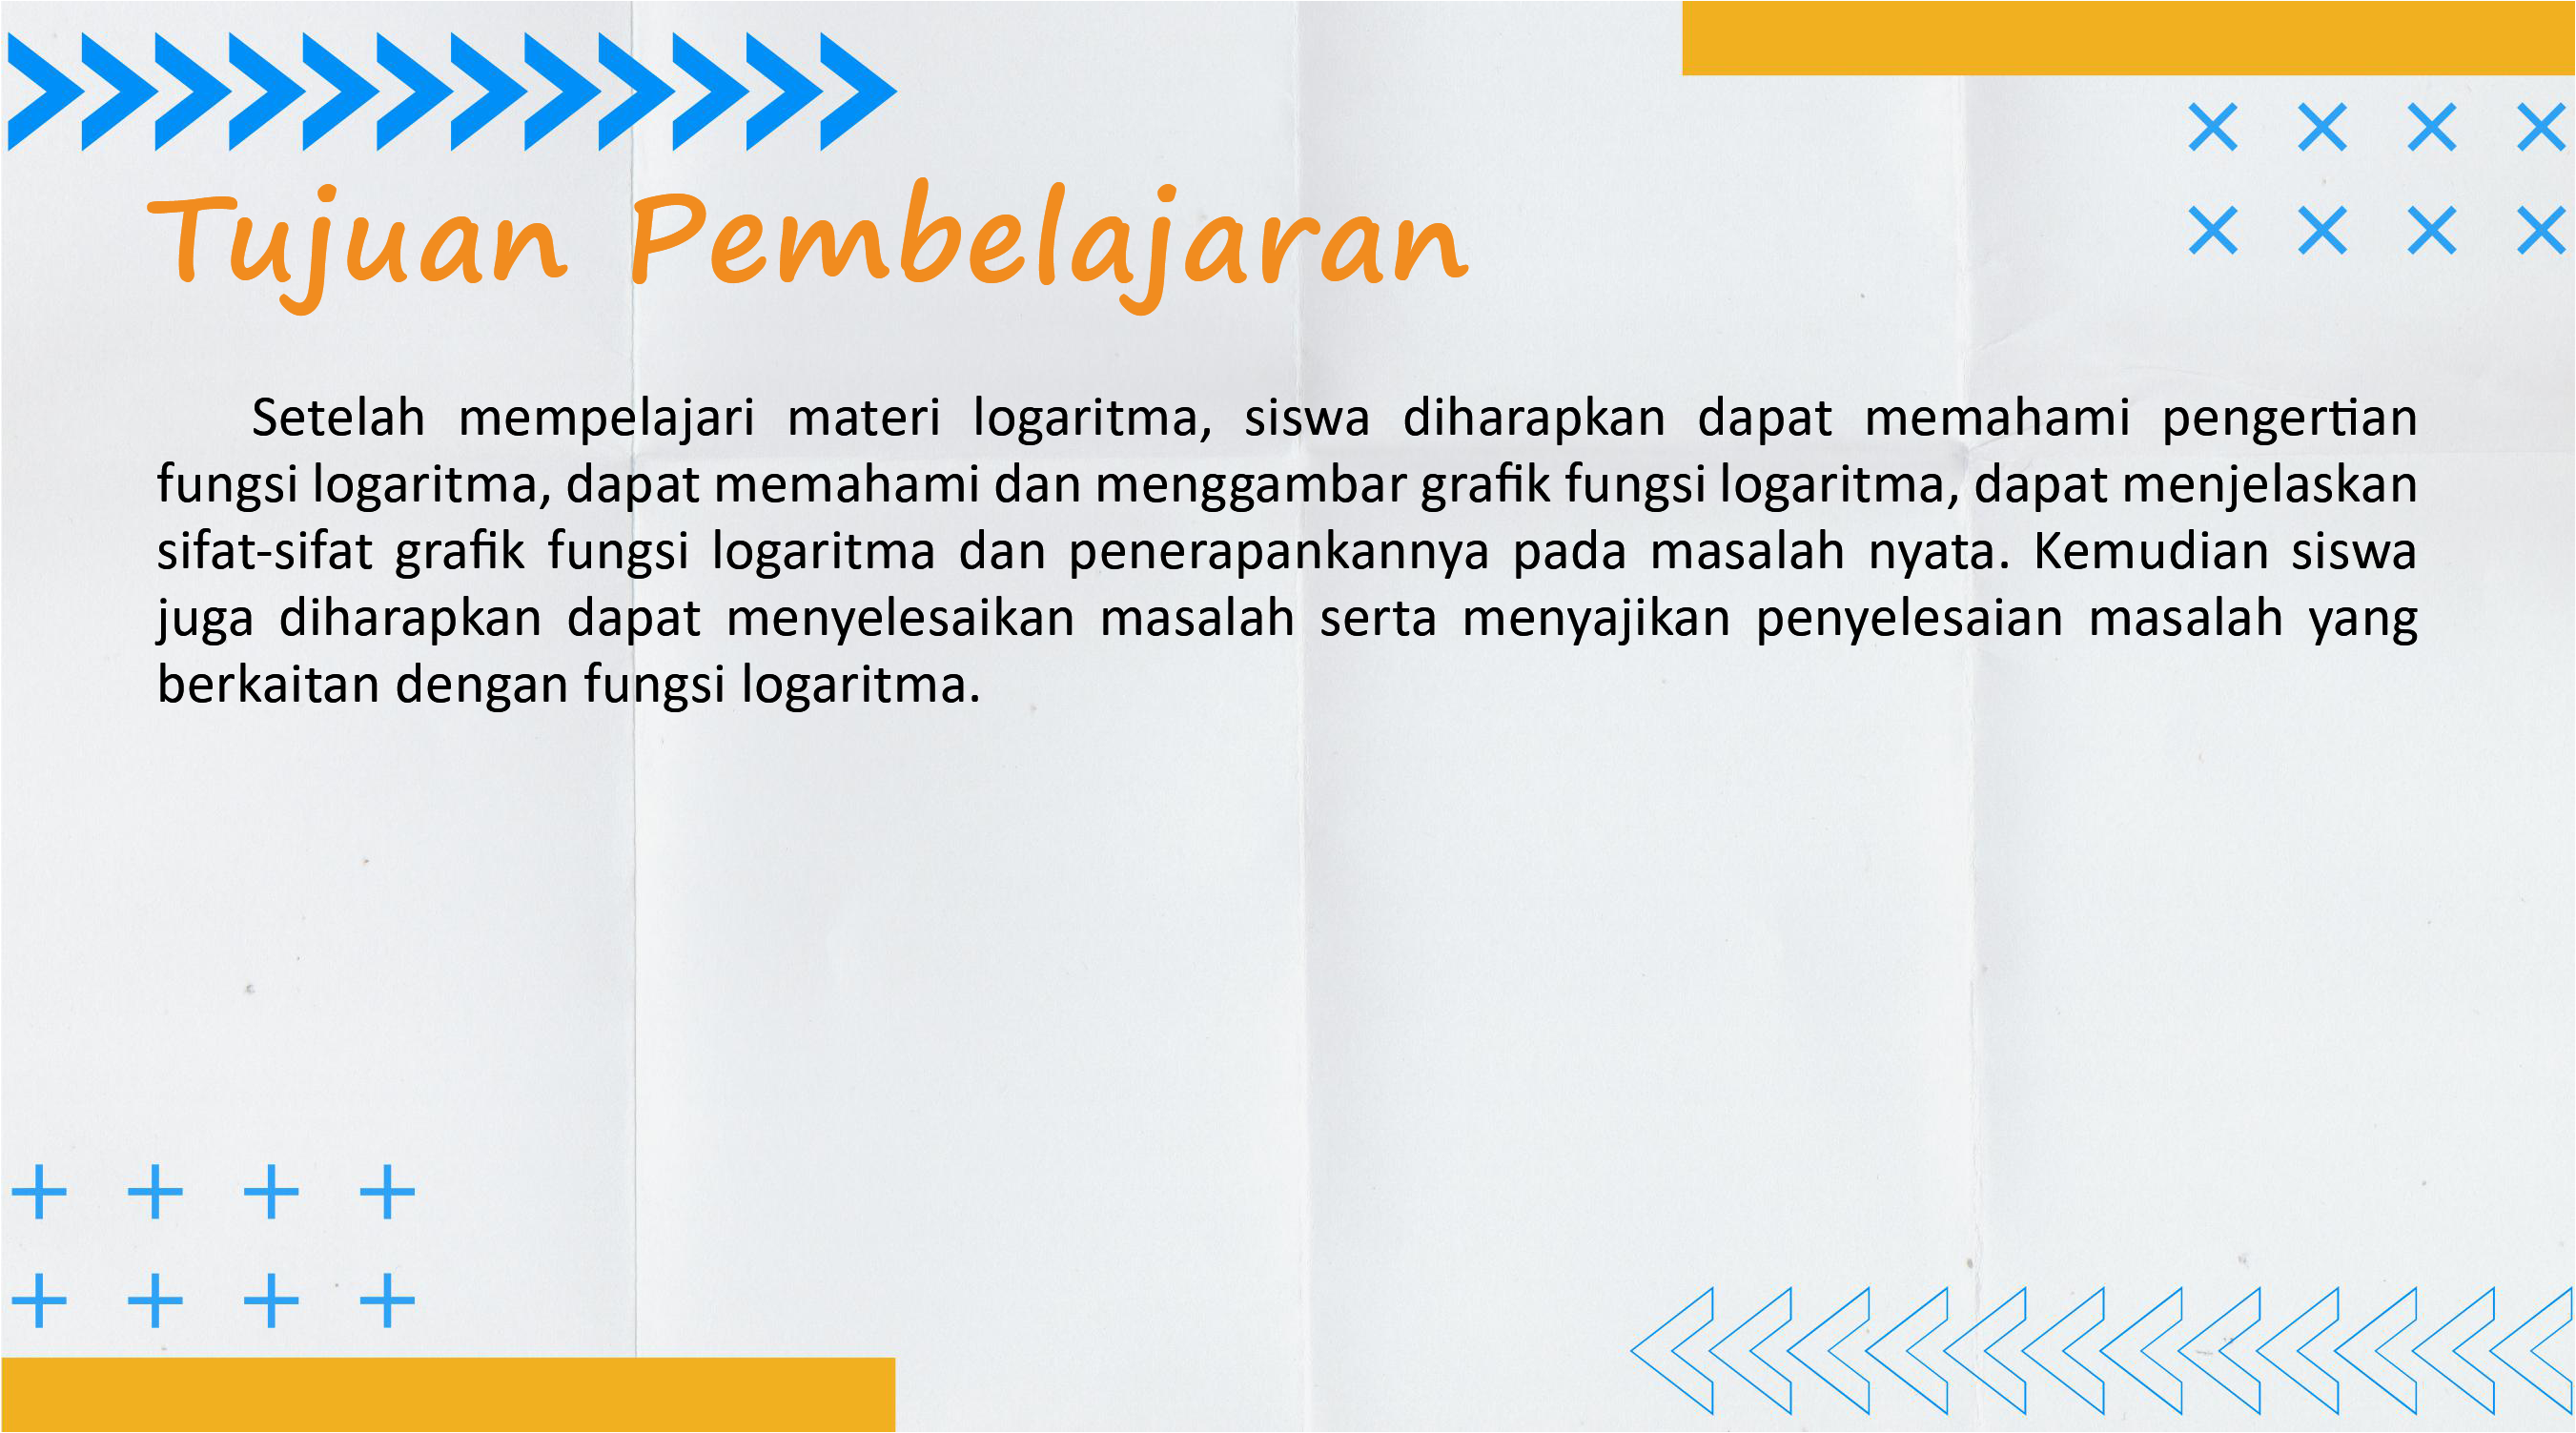 Tujuan Pembelajaran
Setelah mempelajari materi logaritma, siswa diharapkan dapat memahami pengertian
fungsi logaritma, dapat memahami dan menggambar grafik fungsi logaritma, dapat menjelaskan
sifat-sifat grafik fungsi logaritma dan penerapankannya pada masalah nyata. Kemudian siswa
juga diharapkan dapat menyelesaikan masalah serta menyajikan penyelesaian masalah yang
berkaitan dengan fungsi logaritma.